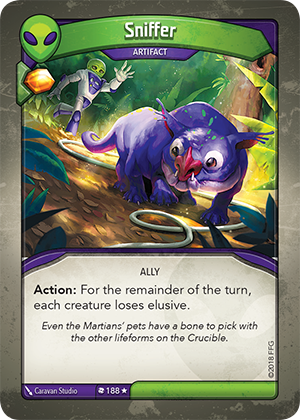 Sniffer
ARTIFACT
ALLY
Action: For the remainder of the turn,
each creature loses elusive.
Even the Martians' pets have a bone to pick with
the other lifeforms on the Crucible.
©2018 FFG
Caravan Studio
188 ★